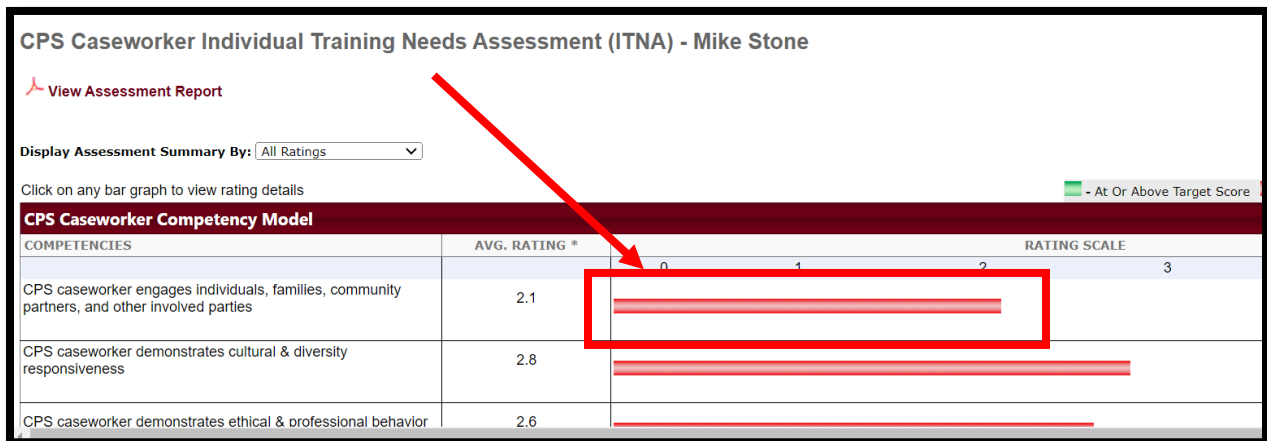 CPS Caseworker Individual Training Needs Assessment (ITNA) - Mike Stone
View Assessment Report
Display Assessment Summary By: All Ratings
Click on any bar graph to view rating details
- At Or Above Target Score
CPS Caseworker Competency Model
COMPETENCIES AVG. RATING * RATING SCALE
0 1 2 3
CPS caseworker engages individuals, families, community
partners, and other involved parties
2.1
CPS caseworker demonstrates cultural & diversity
responsiveness
2.8
CPS caseworker demonstrates ethical & professional behavior 2.6